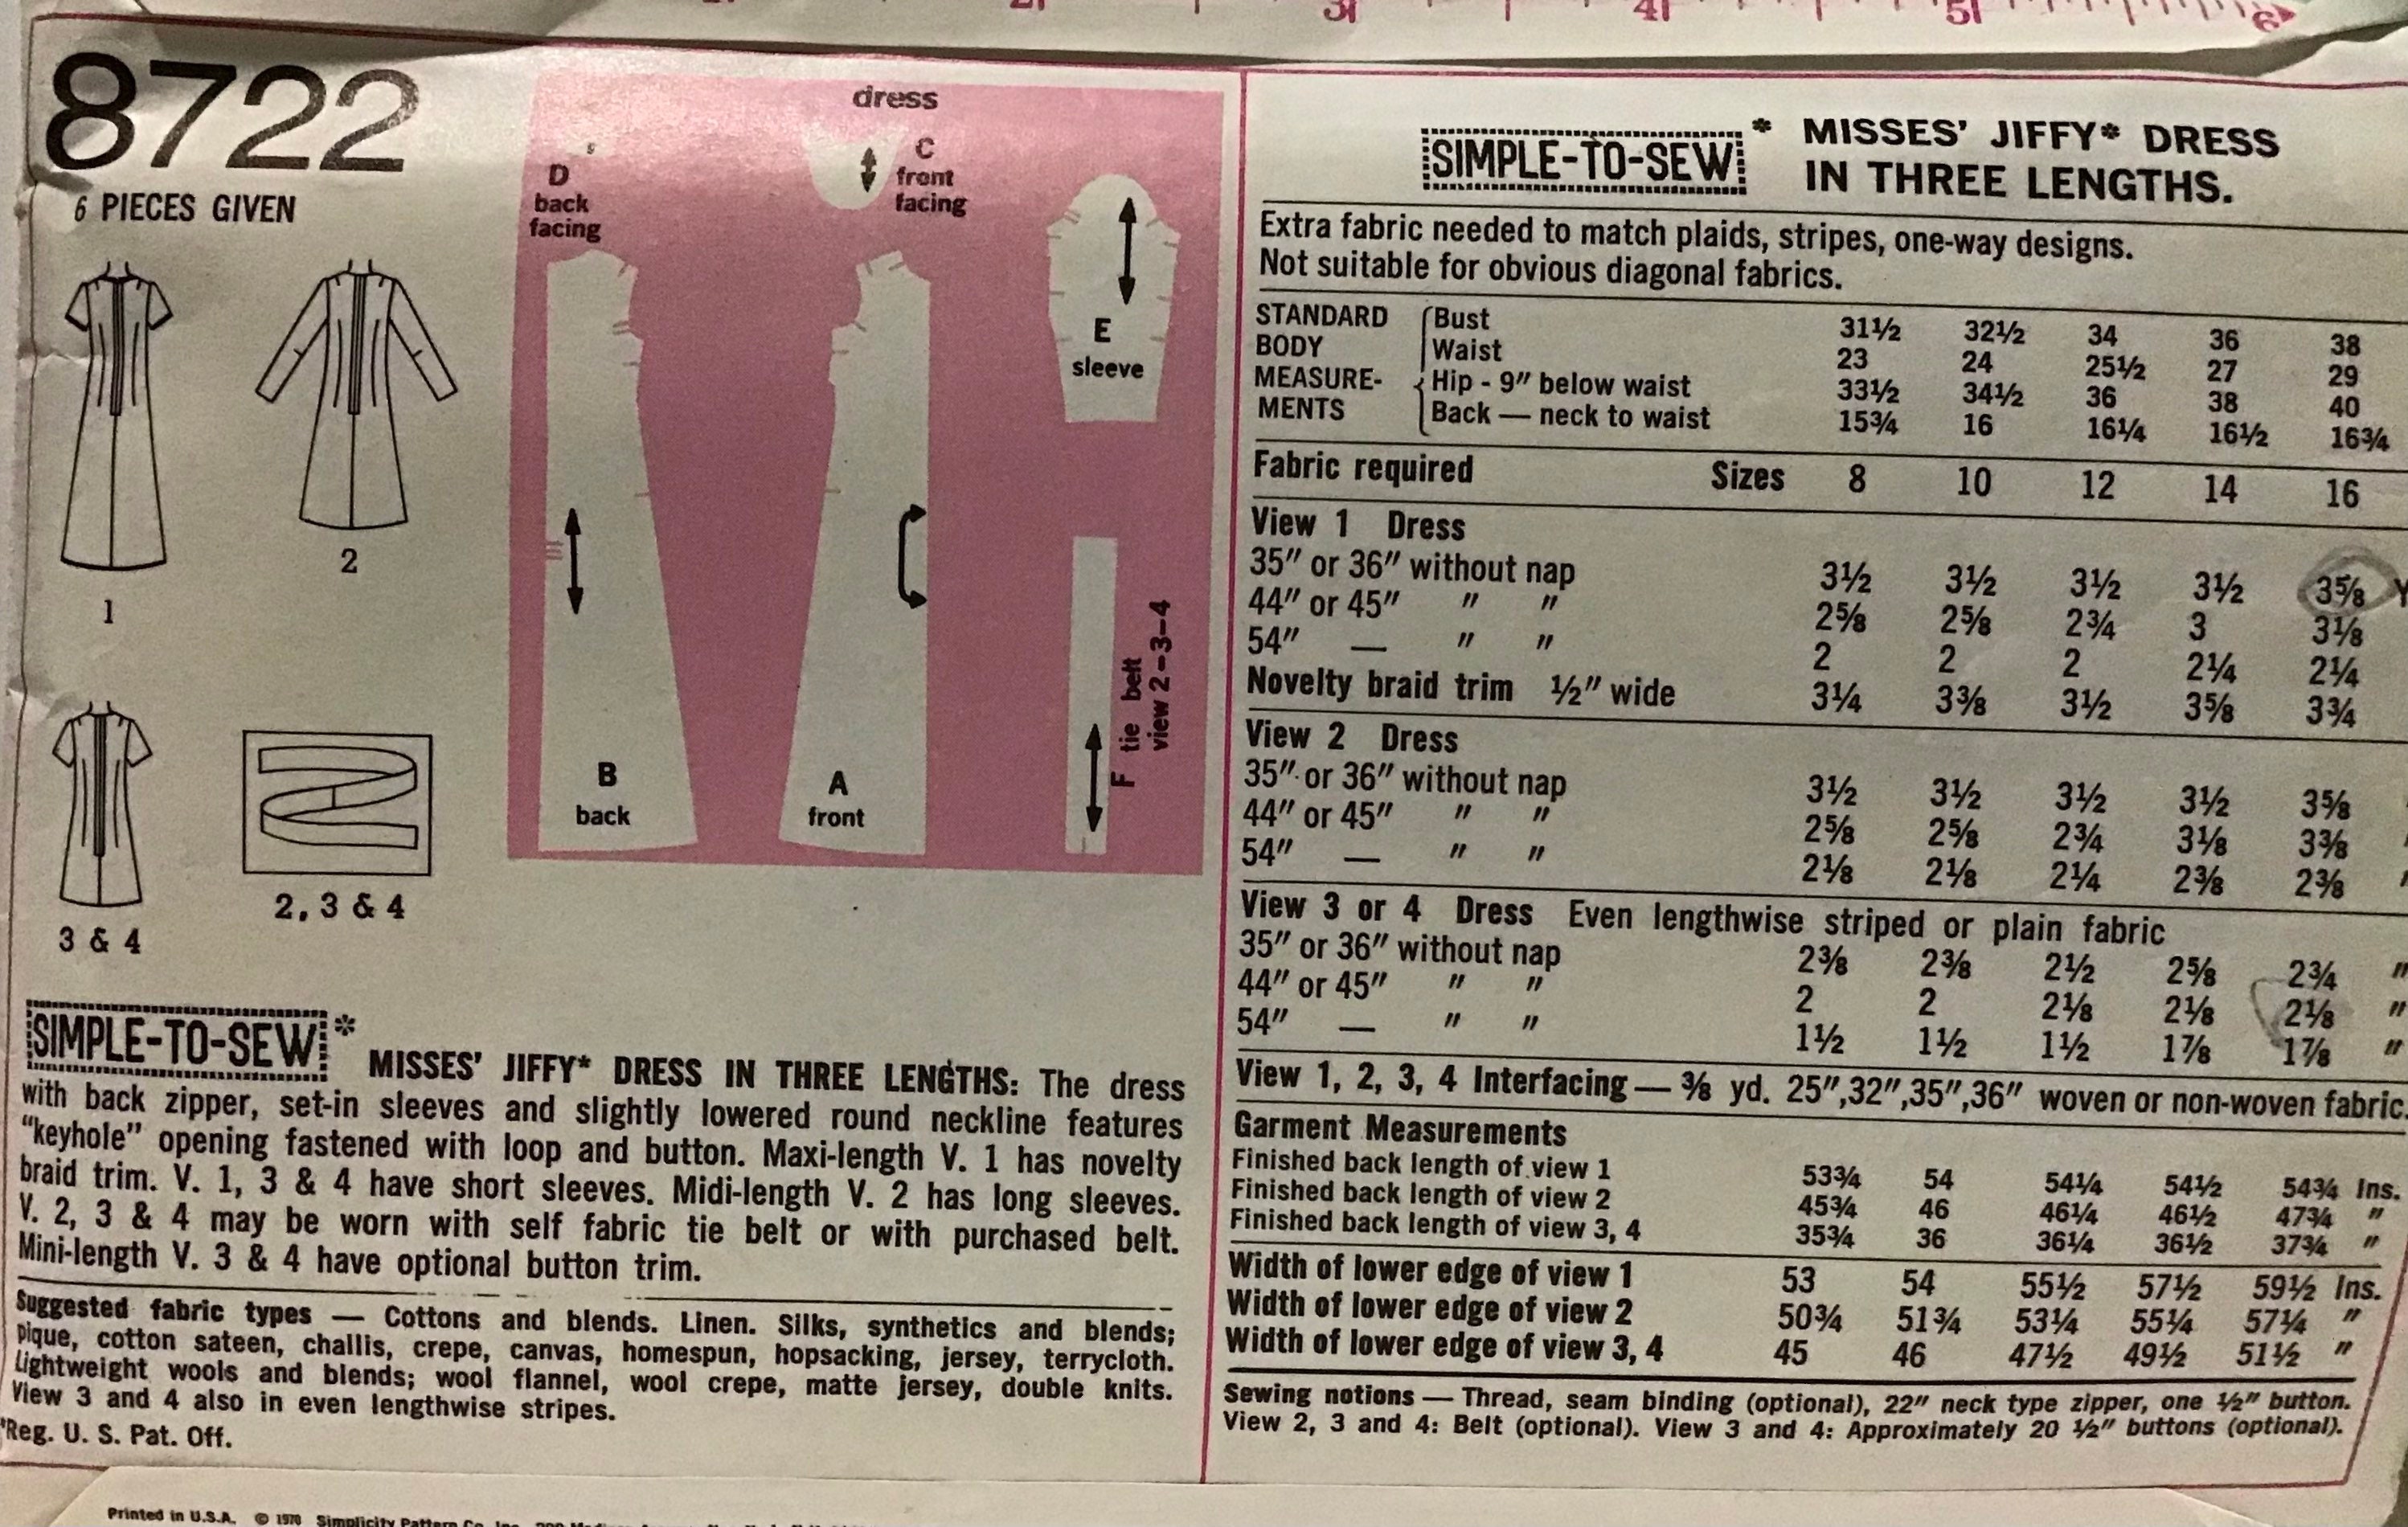 3 4 5 6
8722
6 PIECES GIVEN
1
2
3 & 4
2, 3 & 4
dress
D
back
facing
C
front
facing
E
sleeve
B
back
A
front
F tie belt
view 2-3-4
SIMPLE-TO-SEW* MISSES' JIFFY* DRESS IN THREE LENGTHS: The dress
with back zipper, set-in sleeves and slightly lowered round neckline features
"keyhole" opening fastened with loop and button. Maxi-length V. 1 has novelty
braid trim. V. 1, 3 & 4 have short sleeves. Midi-length V. 2 has long sleeves.
V. 2, 3 & 4 may be worn with self fabric tie belt or with purchased belt.
Mini-length V. 3 & 4 have optional button trim.
Suggested fabric types — Cottons and blends. Linen. Silks, synthetics and blends;
pique, cotton sateen, challis, crepe, canvas, homespun, hopsacking, jersey, terrycloth.
Lightweight wools and blends; wool flannel, wool crepe, matte jersey, double knits.
View 3 and 4 also in even lengthwise stripes.
*Reg. U. S. Pat. Off.
Printed in U.S.A. © 1970 Simplicity Pattern Co. Inc.
SIMPLE-TO-SEW* MISSES' JIFFY* DRESS
IN THREE LENGTHS.
Extra fabric needed to match plaids, stripes, one-way designs.
Not suitable for obvious diagonal fabrics.
STANDARD Bust 31½ 32½ 34 36 38
BODY Waist 23 24 25½ 27 29
MEASURE- Hip - 9" below waist 33½ 34½ 36 38 40
MENTS Back — neck to waist 15¾ 16 16¼ 16½ 16¾
Fabric required Sizes 8 10 12 14 16
View 1 Dress
35" or 36" without nap 3½ 3½ 3½ 3½ 3⅝ Y
44" or 45" " " 2⅝ 2⅝ 2¾ 3 3⅛
54" — " " 2 2 2 2¼ 2¼
Novelty braid trim ½" wide 3¼ 3⅜ 3½ 3⅝ 3¾
View 2 Dress
35" or 36" without nap 3½ 3½ 3½ 3½ 3⅝
44" or 45" " " 2⅝ 2⅝ 2¾ 3⅛ 3⅜
54" — " " 2⅛ 2⅛ 2¼ 2⅜ 2⅜ "
View 3 or 4 Dress Even lengthwise striped or plain fabric
35" or 36" without nap 2⅜ 2⅜ 2½ 2⅝ 2¾ "
44" or 45" " " 2 2 2⅛ 2⅛ 2⅛ "
54" — " " 1½ 1½ 1½ 1⅞ 1⅞ "
View 1, 2, 3, 4 Interfacing — ⅜ yd. 25",32",35",36" woven or non-woven fabric.
Garment Measurements
Finished back length of view 1 53¾ 54 54¼ 54½ 54¾ Ins.
Finished back length of view 2 45¾ 46 46¼ 46½ 47¾ "
Finished back length of view 3, 4 35¾ 36 36¼ 36½ 37¾ "
Width of lower edge of view 1 53 54 55½ 57½ 59½ Ins.
Width of lower edge of view 2 50¾ 51¾ 53¼ 55¼ 57¼ "
Width of lower edge of view 3, 4 45 46 47½ 49½ 51½ "
Sewing notions — Thread, seam binding (optional), 22" neck type zipper, one ½" button.
View 2, 3 and 4: Belt (optional). View 3 and 4: Approximately 20 ½" buttons (optional).